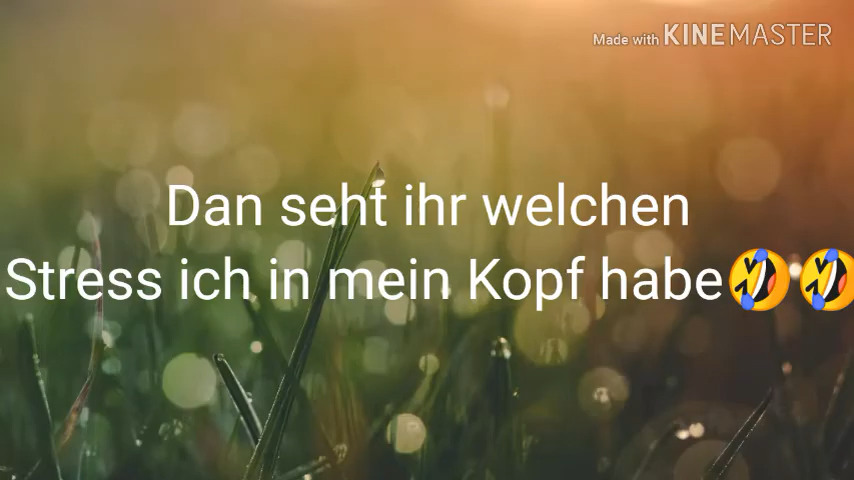 Made with KINEMASTER
Dan seht ihr welchen
Stress ich in mein Kopf habe🤣🤣